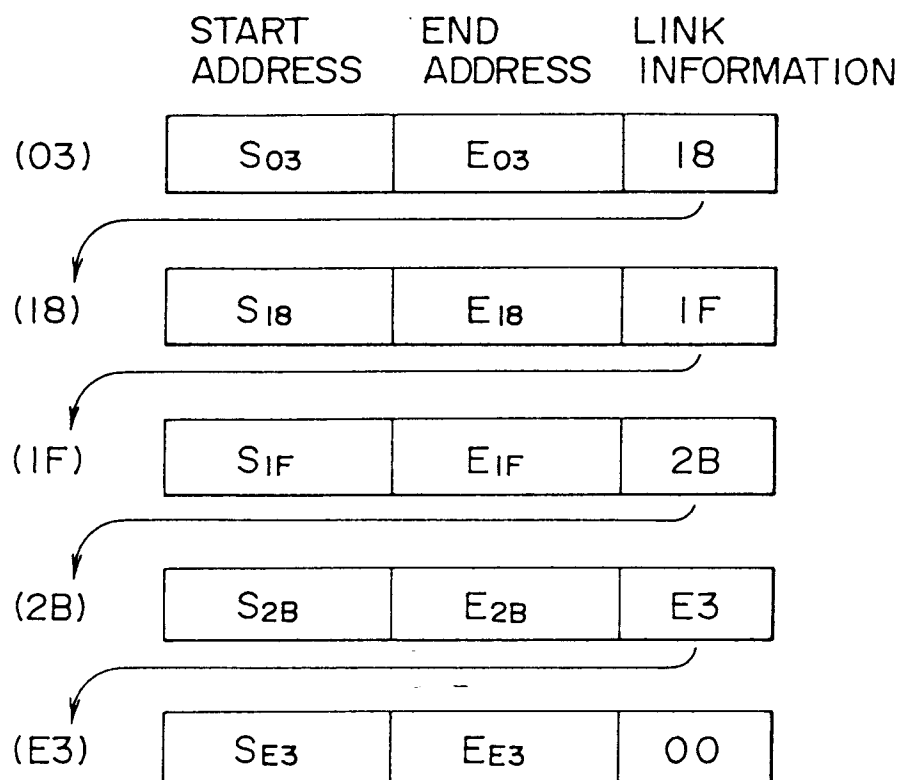 START ADDRESS END ADDRESS LINK INFORMATION
(03) S03 E03 18
(18) S18 E18 1F
(1F) S1F E1F 2B
(2B) S2B E2B E3
(E3) SE3 EE3 00